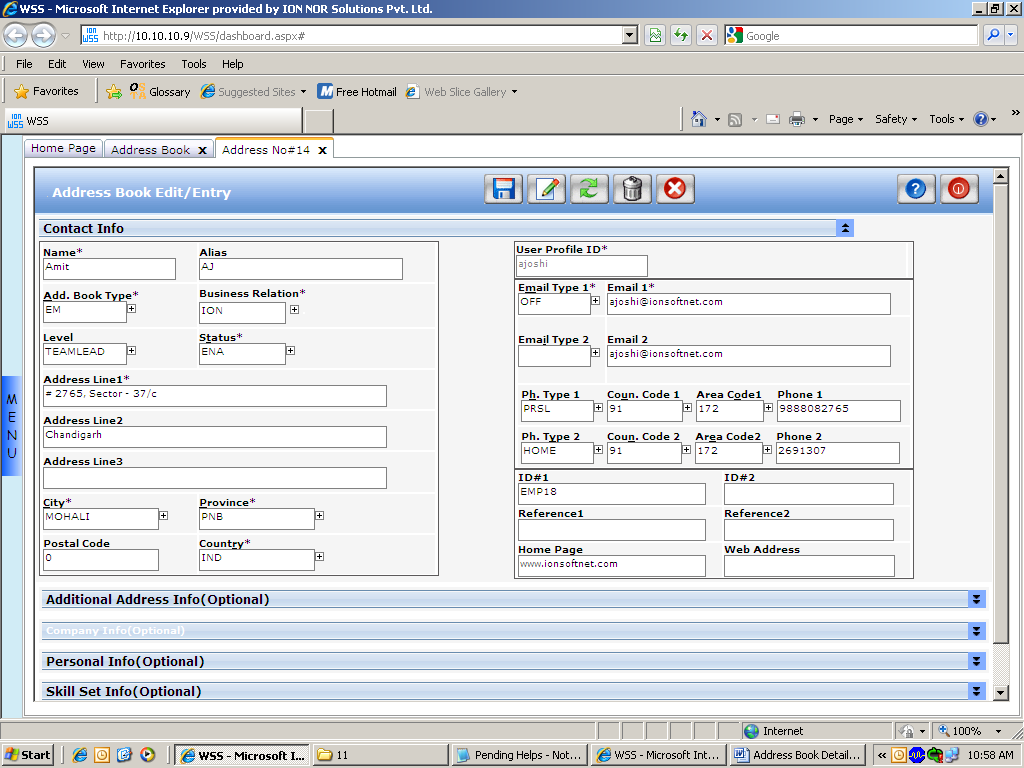 WSS - Microsoft Internet Explorer provided by ION NOR Solutions Pvt. Ltd.
ION WSS http://10.10.10.9/WSS/dashboard.aspx# Google
File Edit View Favorites Tools Help
Favorites Glossary Suggested Sites Free Hotmail Web Slice Gallery
ION WSS WSS Page Safety Tools »
Home Page Address Book X Address No#14 X
Address Book Edit/Entry
Contact Info
Name* Alias User Profile ID*
Amit AJ ajoshi
Add. Book Type* Business Relation* Email Type 1* Email 1*
EM ION OFF ajoshi@ionsoftnet.com
Level Status* Email Type 2 Email 2
TEAMLEAD ENA ajoshi@ionsoftnet.com
Address Line1* Ph. Type 1 Coun. Code 1 Area Code1 Phone 1
# 2765, Sector - 37/c PRSL 91 172 9888082765
Address Line2 Ph. Type 2 Coun. Code 2 Area Code2 Phone 2
Chandigarh HOME 91 172 2691307
Address Line3 ID#1 ID#2
EMP18
City* Province* Reference1 Reference2
MOHALI PNB
Postal Code Country* Home Page Web Address
0 IND www.ionsoftnet.com
MENU
Additional Address Info(Optional)
Company Info(Optional)
Personal Info(Optional)
Skill Set Info(Optional)
Internet 100%
Start WSS - Microsoft I... 11 Pending Helps - Not... WSS - Microsoft Int... Address Book Detail... « 10:58 AM